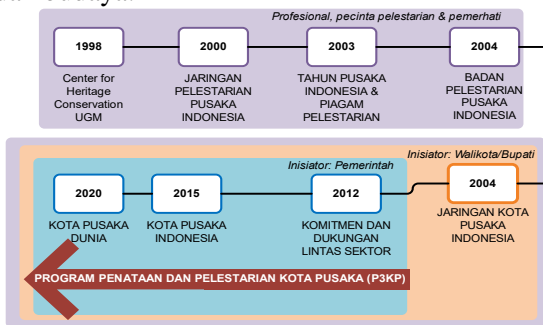 Profesional, pecinta pelestarian & pemerhati
1998
Center for
Heritage
Conservation
UGM
2000
JARINGAN
PELESTARIAN
PUSAKA
INDONESIA
2003
TAHUN PUSAKA
INDONESIA &
PIAGAM
PELESTARIAN
2004
BADAN
PELESTARIAN
PUSAKA
INDONESIA
Inisiator: Walikota/Bupati
Inisiator: Pemerintah
2020
KOTA PUSAKA
DUNIA
2015
KOTA PUSAKA
INDONESIA
2012
KOMITMEN DAN
DUKUNGAN
LINTAS SEKTOR
2004
JARINGAN KOTA
PUSAKA
INDONESIA
PROGRAM PENATAAN DAN PELESTARIAN KOTA PUSAKA (P3KP)